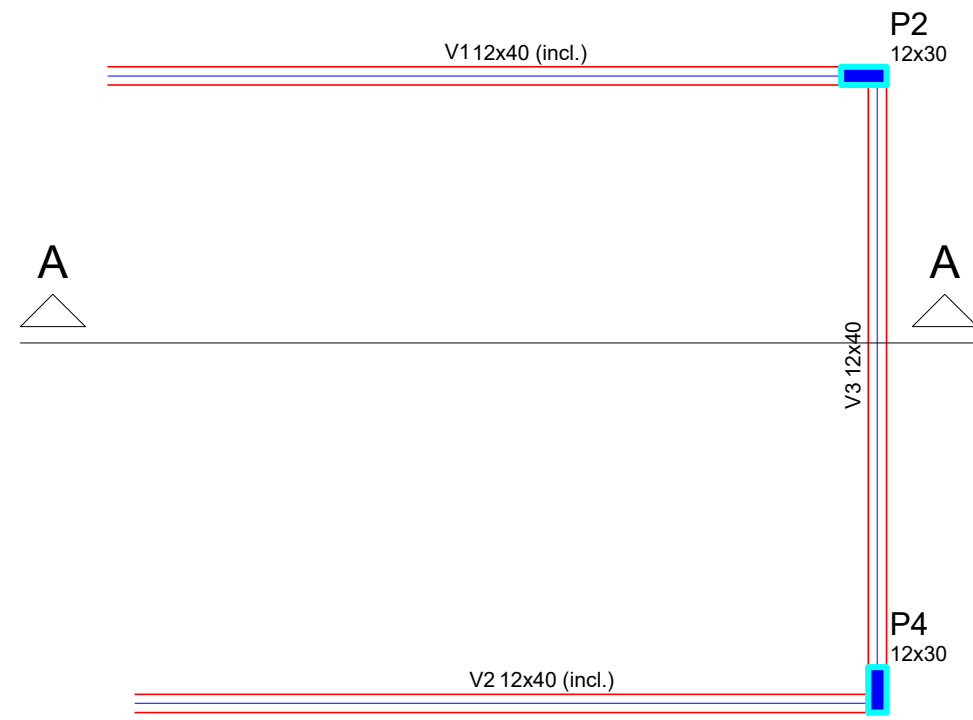 P2
V1 12x40 (incl.)
12x30
A
A
V3 12x40
P4
12x30
V2 12x40 (incl.)